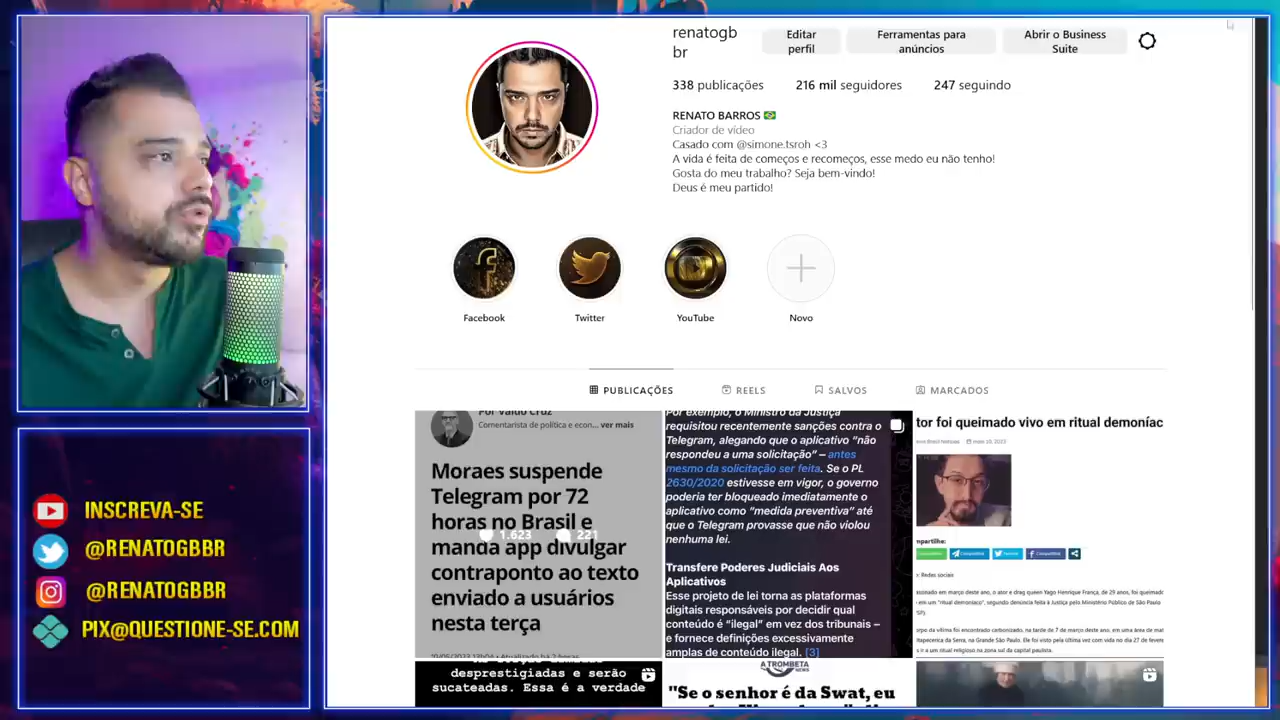 renatogb
br
Editar
perfil
Ferramentas para
anúncios
Abrir o Business
Suite
338 publicações
216 mil seguidores
247 seguindo
RENATO BARROS
Criador de vídeo
Casado com @simone.tsroh <3
A vida é feita de começos e recomeços, esse medo eu não tenho!
Gosta do meu trabalho? Seja bem-vindo!
Deus é meu partido!
Facebook
Twitter
YouTube
Novo
PUBLICAÇÕES
REELS
SALVOS
MARCADOS
Por Valdo Cruz
Comentarista de política e econ... ver mais
Moraes suspende
Telegram por 72
horas no Brasil e
manda app divulgar
contraponto ao texto
enviado a usuários
nesta terça
1.623
221
Por exemplo, o Ministro da Justiça
requisitou recentemente sanções contra o
Telegram, alegando que o aplicativo “não
respondeu a uma solicitação” – antes
mesmo da solicitação ser feita. Se o PL
2630/2020 estivesse em vigor, o governo
poderia ter bloqueado imediatamente o
aplicativo como “medida preventiva” até
que o Telegram provasse que não violou
nenhuma lei.
Transfere Poderes Judiciais Aos
Aplicativos
Esse projeto de lei torna as plataformas
digitais responsáveis por decidir qual
conteúdo é “ilegal” em vez dos tribunais –
e fornece definições excessivamente
amplas de conteúdo ilegal. [3]
tor foi queimado vivo em ritual demoníac
mpartilhe:
r: Redes sociais
desprestigiadas e serão
sucateadas. Essa é a verdade
A TROMBETA
NEWS
"Se o senhor é da Swat, eu
INSCREVA-SE
@RENATOGBBR
@RENATOGBBR
PIX@QUESTIONE-SE.COM